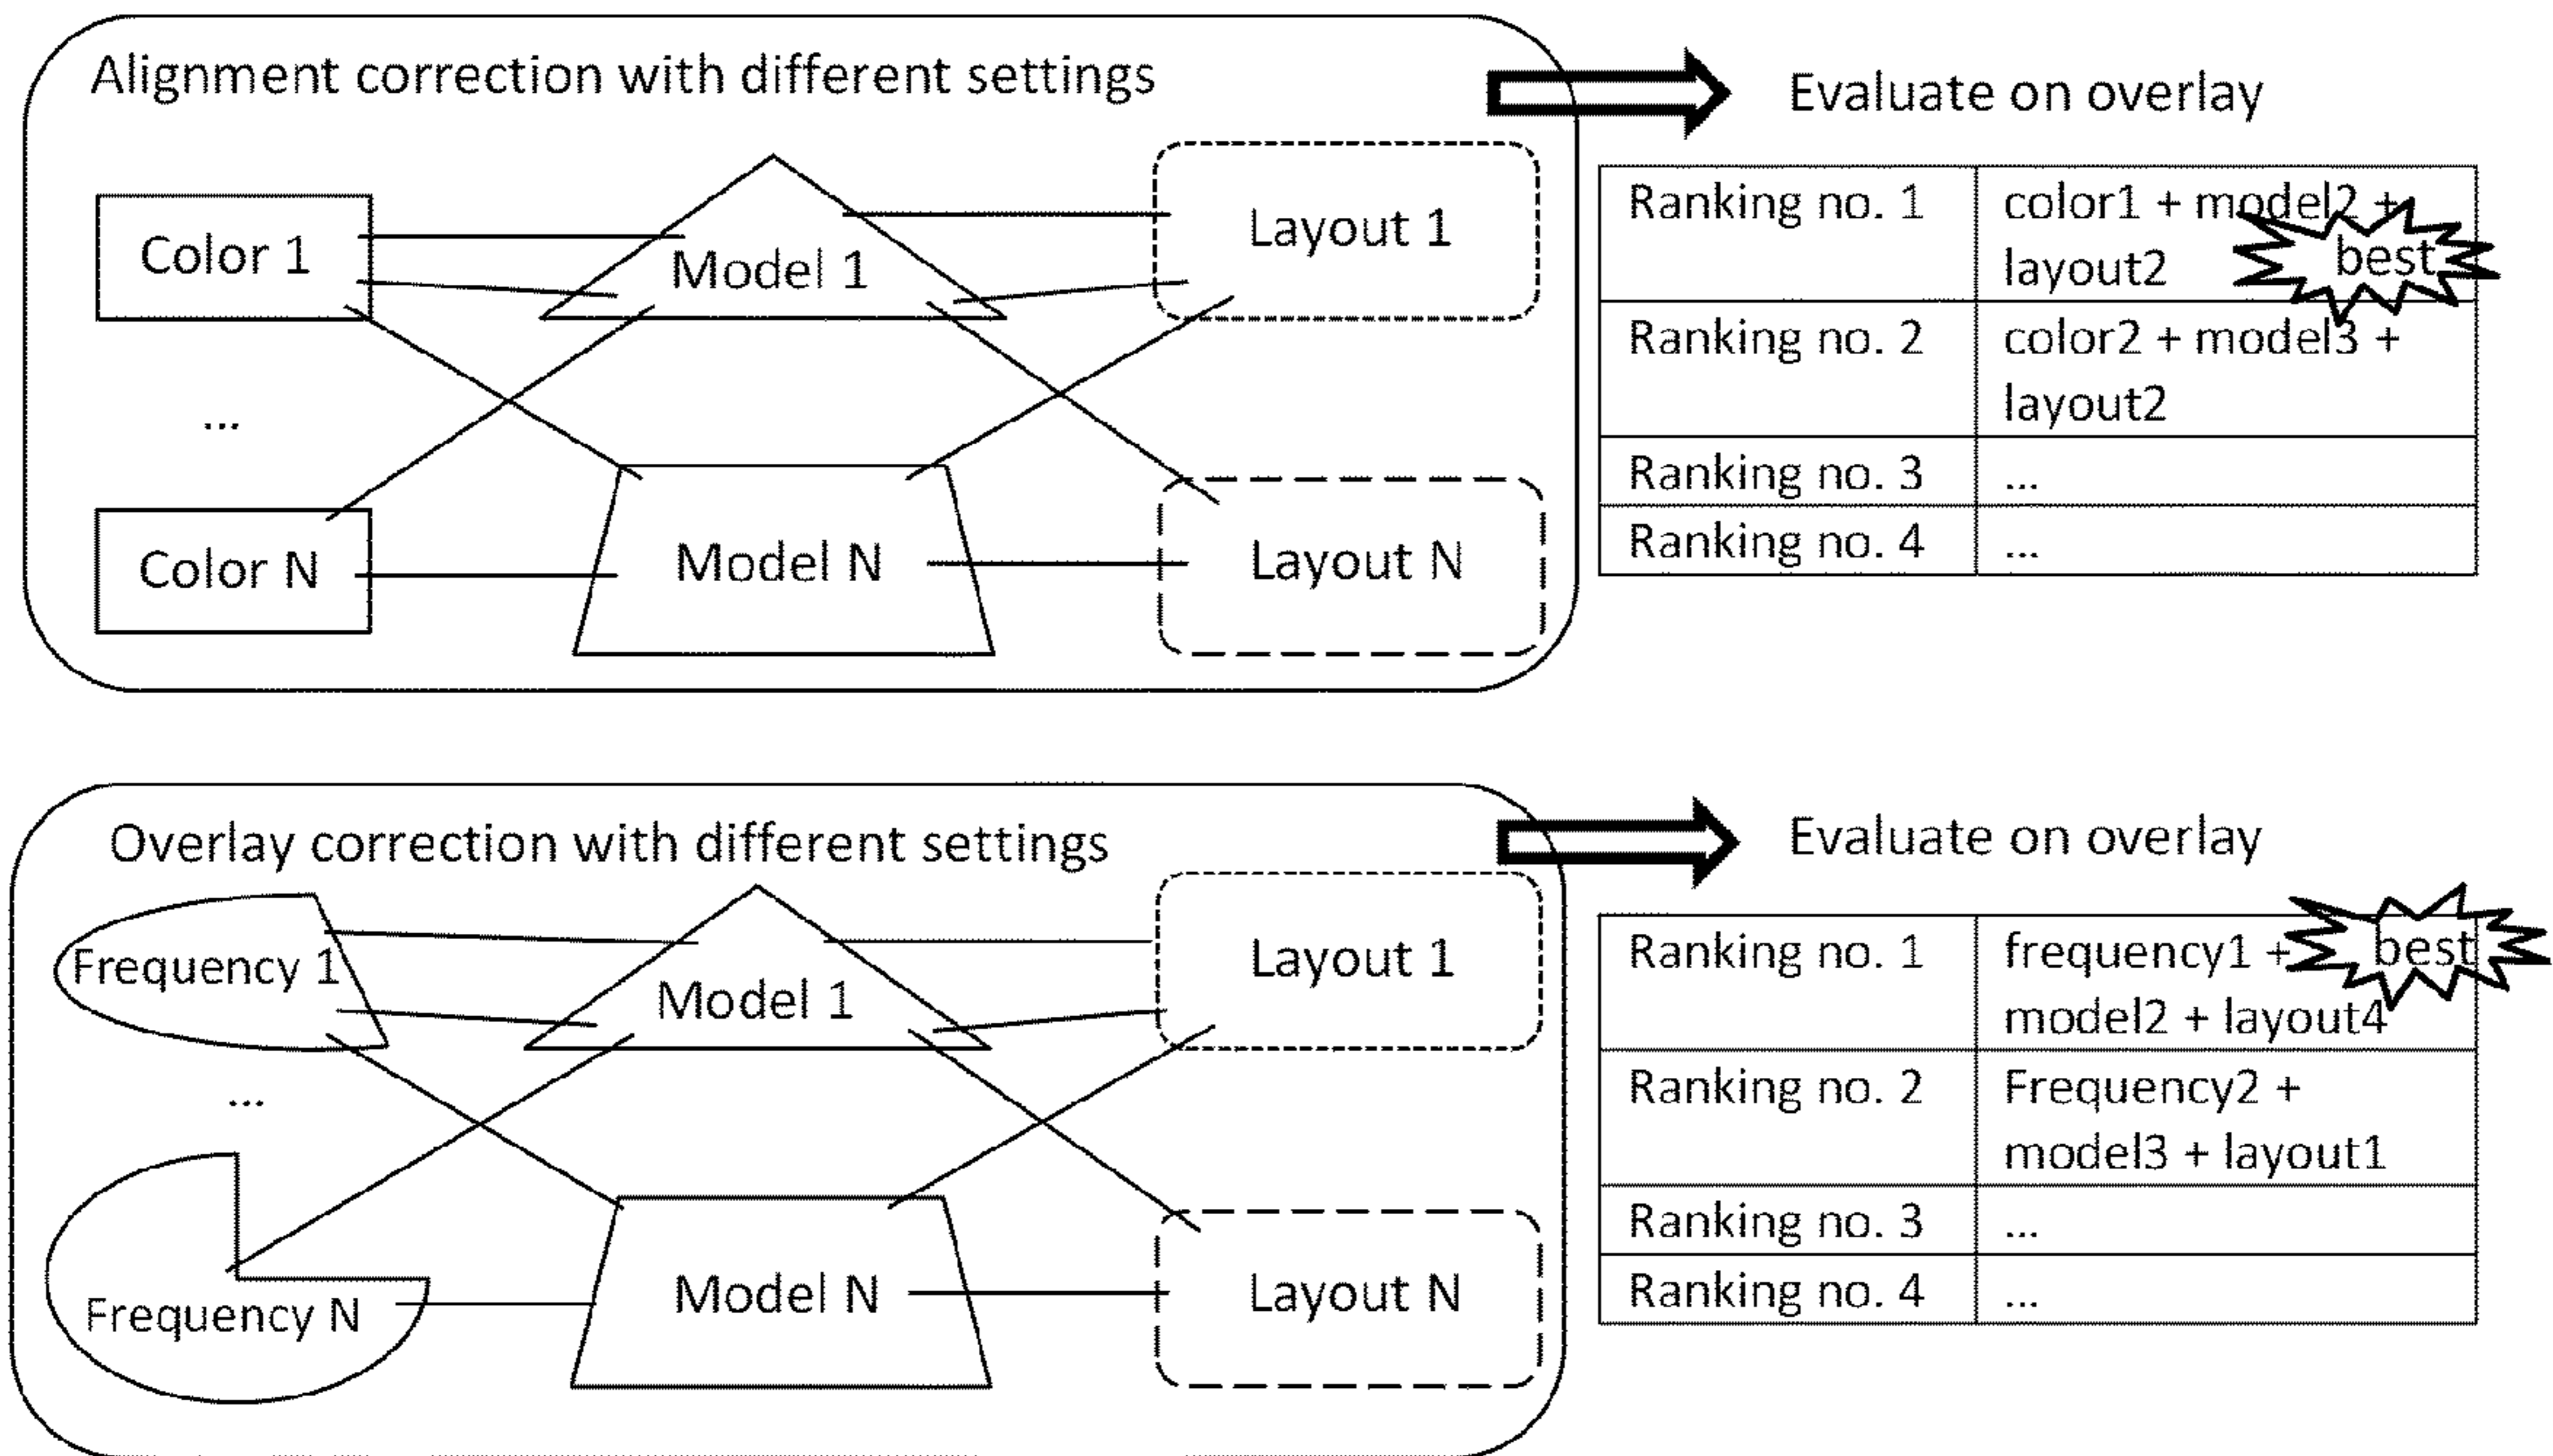 Alignment correction with different settings
Evaluate on overlay
Color 1
Model 1
Layout 1
...
Color N
Model N
Layout N
Ranking no. 1
color1 + model2 +
layout2
best
Ranking no. 2
color2 + model3 +
layout2
Ranking no. 3
...
Ranking no. 4
...
Overlay correction with different settings
Evaluate on overlay
Frequency 1
Model 1
Layout 1
...
Frequency N
Model N
Layout N
Ranking no. 1
frequency1 +
model2 + layout4
best
Ranking no. 2
Frequency2 +
model3 + layout1
Ranking no. 3
...
Ranking no. 4
...